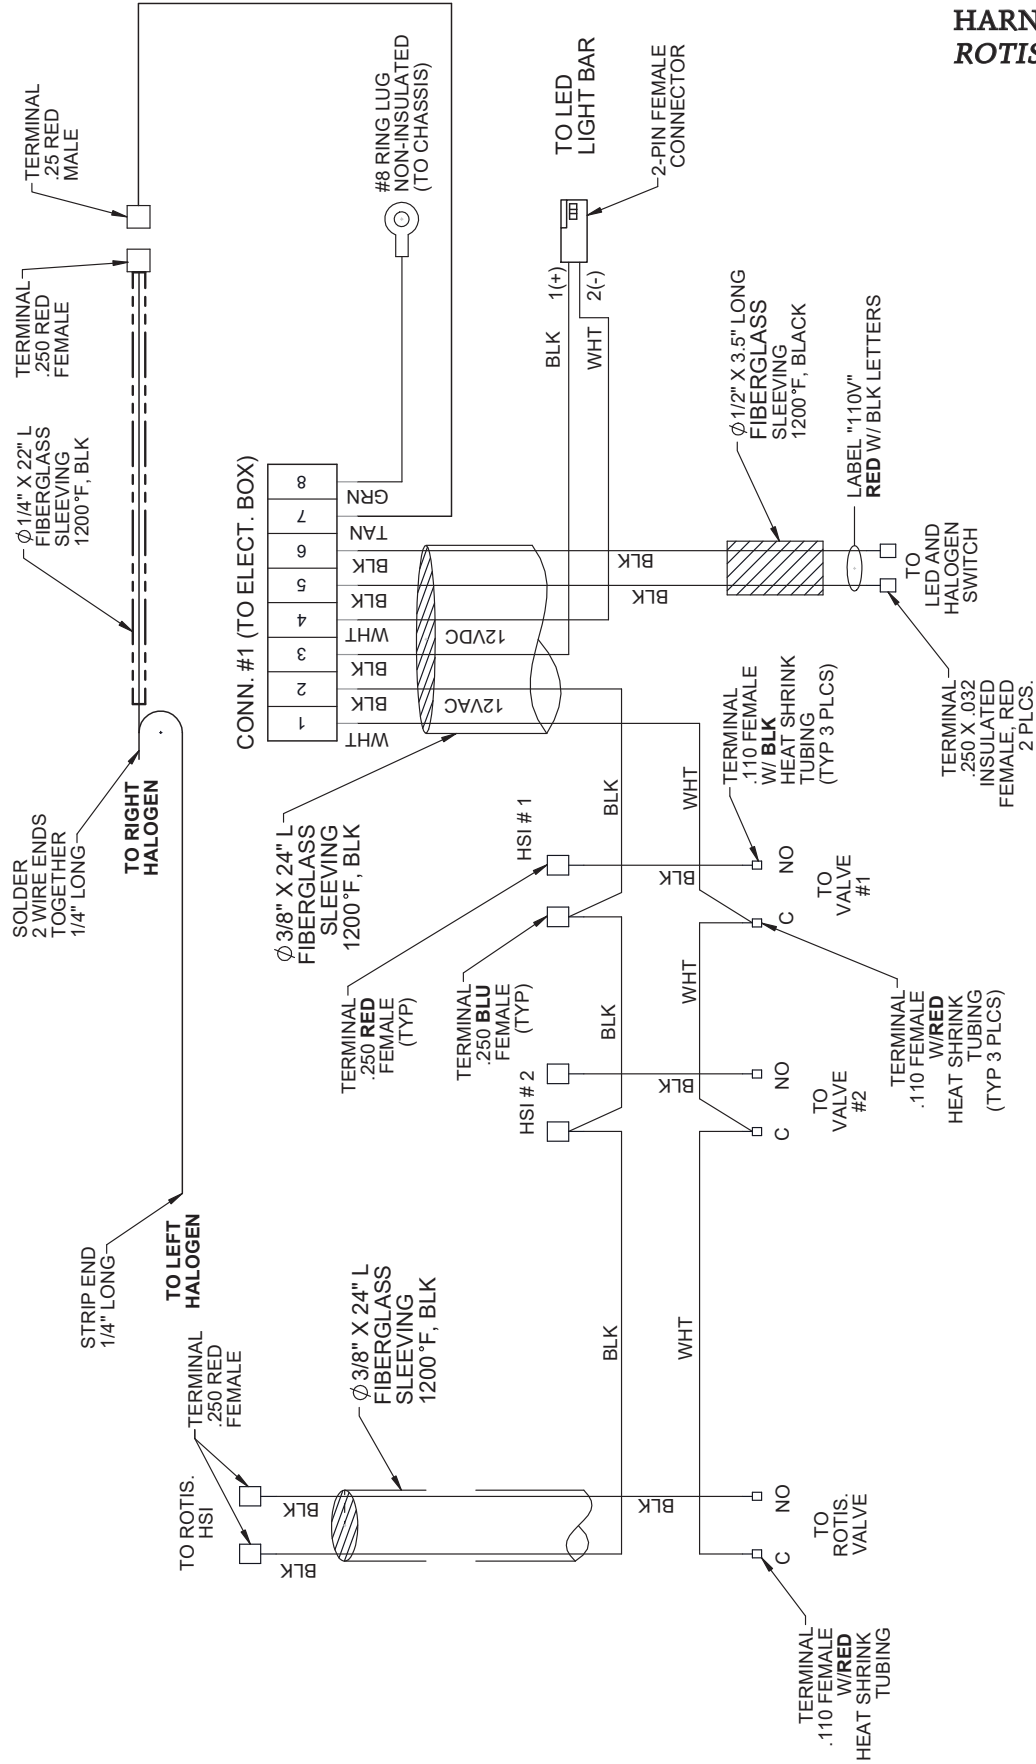 HARN
ROTIS
TERMINAL
.25 RED
MALE
TERMINAL
.250 RED
FEMALE
Ø1/4" X 22" L
FIBERGLASS
SLEEVING
1200°F, BLK
SOLDER
2 WIRE ENDS
TOGETHER
1/4" LONG
TO RIGHT
HALOGEN
STRIP END
1/4" LONG
TO LEFT
HALOGEN
#8 RING LUG
NON-INSULATED
(TO CHASSIS)
CONN. #1 (TO ELECT. BOX)
1
2
3
4
5
6
7
8
WHT
BLK
BLK
WHT
BLK
BLK
TAN
GRN
12VAC
12VDC
TO LED
LIGHT BAR
2-PIN FEMALE
CONNECTOR
1(+)
2(-)
BLK
WHT
Ø1/2" X 3.5" LONG
FIBERGLASS
SLEEVING
1200°F, BLACK
LABEL "110V"
RED W/ BLK LETTERS
BLK
BLK
TO
LED AND
HALOGEN
SWITCH
TERMINAL
.250 X .032
INSULATED
FEMALE, RED
2 PLCS.
Ø3/8" X 24" L
FIBERGLASS
SLEEVING
1200°F, BLK
HSI # 1
TERMINAL
.250 RED
FEMALE
(TYP)
TERMINAL
.250 BLU
FEMALE
(TYP)
HSI # 2
BLK
WHT
BLK
TERMINAL
.110 FEMALE
W/ BLK
HEAT SHRINK
TUBING
(TYP 3 PLCS)
NO
C
TO
VALVE
#1
BLK
WHT
BLK
TERMINAL
.110 FEMALE
W/RED
HEAT SHRINK
TUBING
(TYP 3 PLCS)
NO
C
TO
VALVE
#2
BLK
WHT
TERMINAL
.250 RED
FEMALE
TO ROTIS.
HSI
Ø3/8" X 24" L
FIBERGLASS
SLEEVING
1200°F, BLK
BLK
BLK
BLK
NO
C
TO
ROTIS.
VALVE
TERMINAL
.110 FEMALE
W/RED
HEAT SHRINK
TUBING